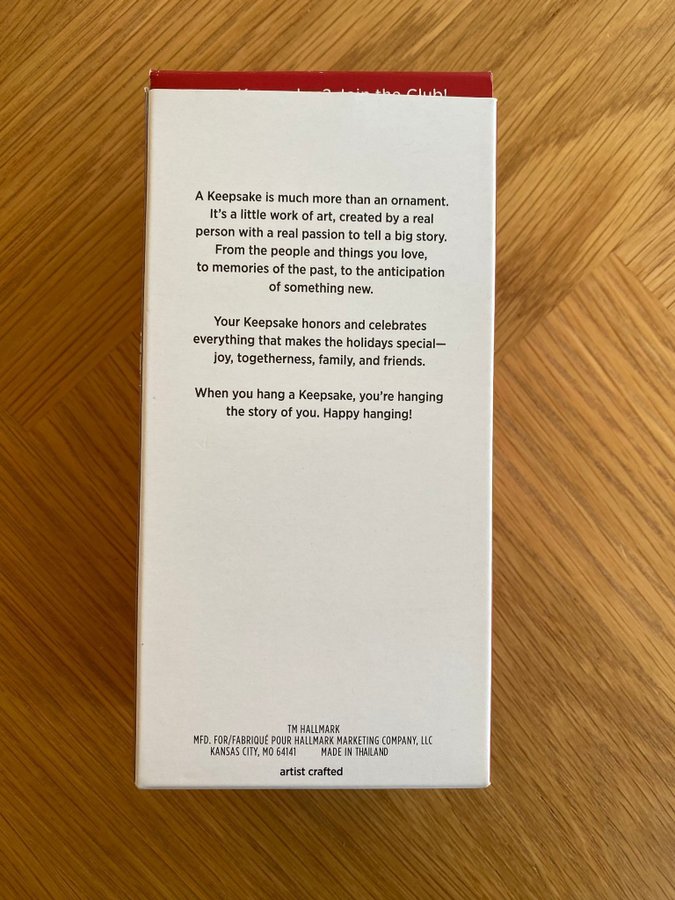 Join the Club!
A Keepsake is much more than an ornament.
It's a little work of art, created by a real
person with a real passion to tell a big story.
From the people and things you love,
to memories of the past, to the anticipation
of something new.
Your Keepsake honors and celebrates
everything that makes the holidays special—
joy, togetherness, family, and friends.
When you hang a Keepsake, you're hanging
the story of you. Happy hanging!
TM HALLMARK
MFD. FOR/FABRIQUÉ POUR HALLMARK MARKETING COMPANY, LLC
KANSAS CITY, MO 64141 MADE IN THAILAND
artist crafted